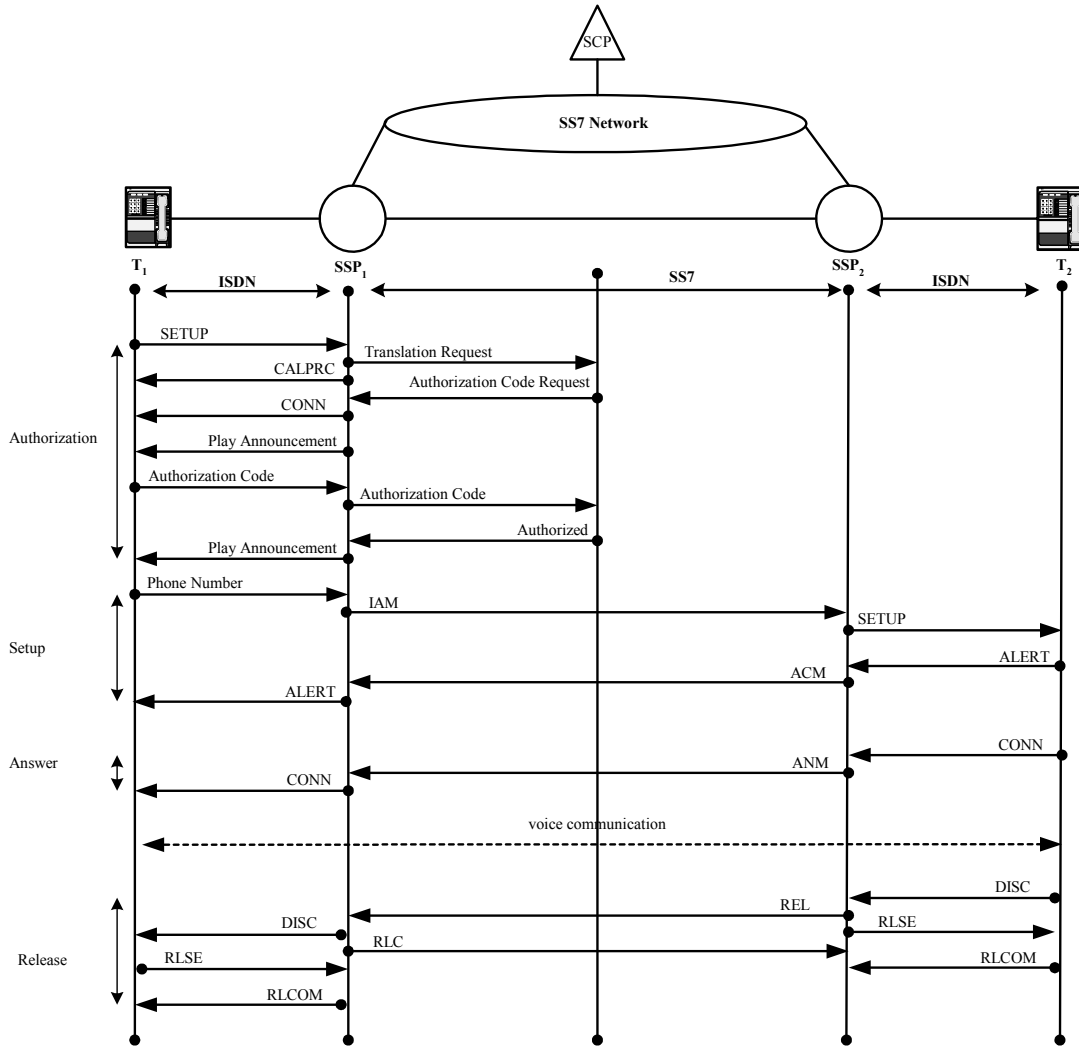 SCP
SS7 Network
T1
SSP1
SSP2
T2
ISDN
SS7
ISDN
SETUP
Translation Request
CALPRC
Authorization Code Request
CONN
Authorization
Play Announcement
Authorization Code
Authorization Code
Authorized
Play Announcement
Phone Number
IAM
SETUP
Setup
ALERT
ACM
ALERT
CONN
Answer
ANM
CONN
voice communication
DISC
REL
DISC
RLSE
RLC
Release
RLSE
RLCOM
RLCOM